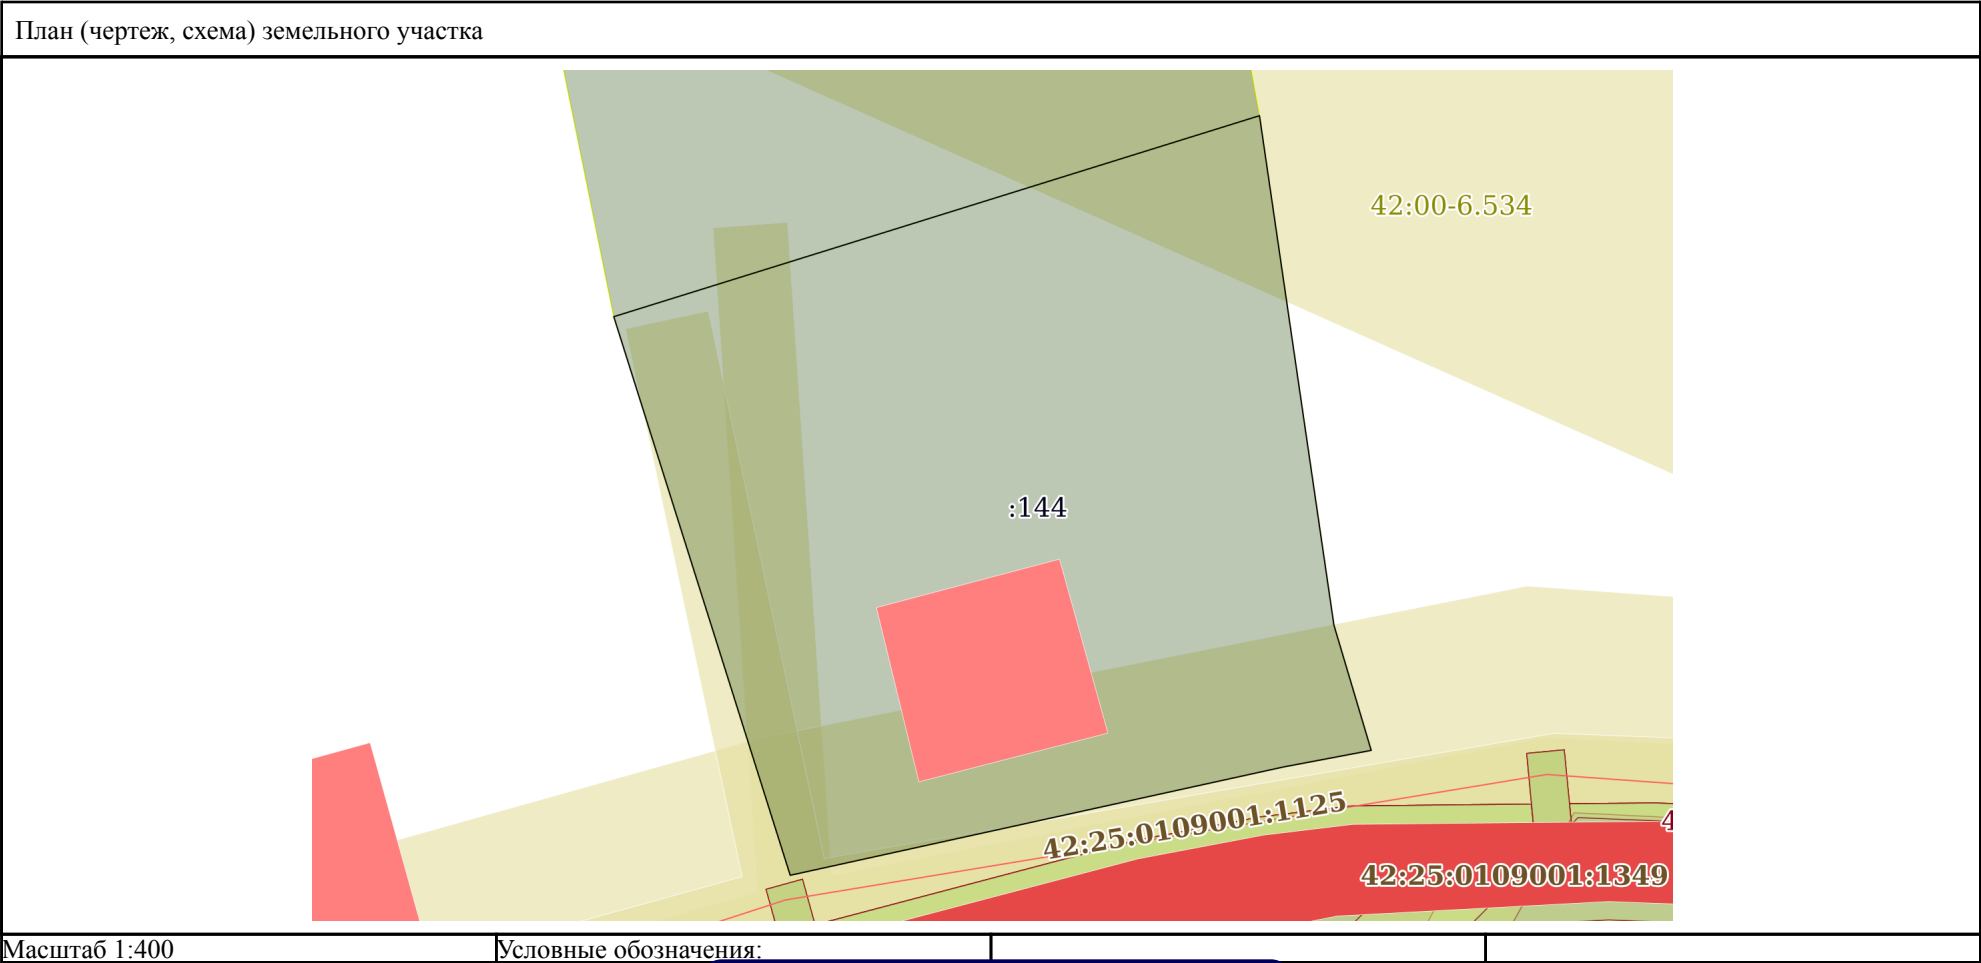 План (чертеж, схема) земельного участка
42:00-6.534
:144
42:25:0109001:1125
4
42:25:0109001:1349
Масштаб 1:400
Условные обозначения: